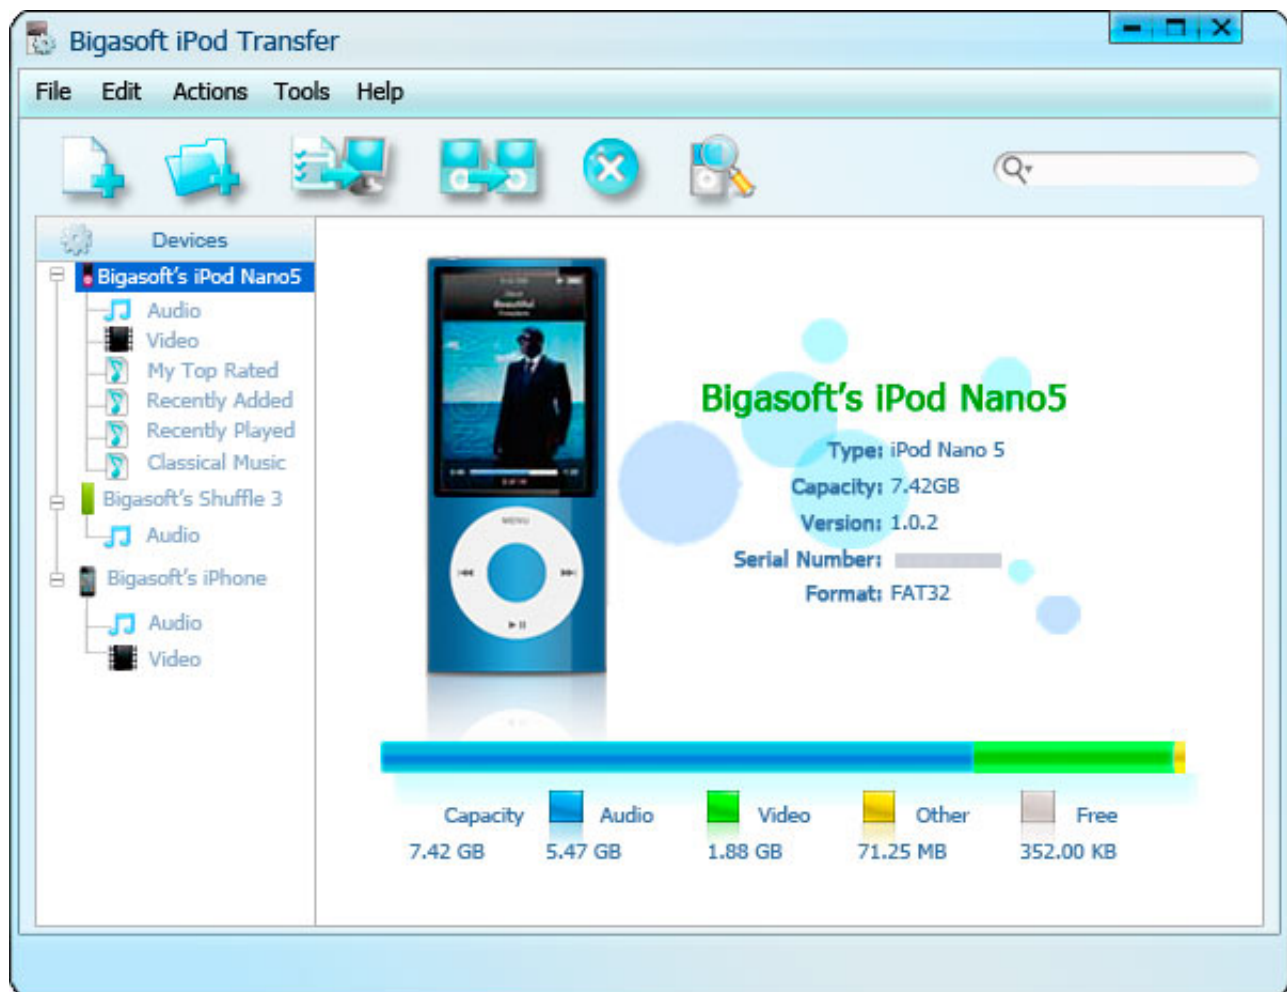 Bigasoft iPod Transfer
File Edit Actions Tools Help
Devices
Bigasoft's iPod Nano5
Audio
Video
My Top Rated
Recently Added
Recently Played
Classical Music
Bigasoft's Shuffle 3
Audio
Bigasoft's iPhone
Audio
Video
Beautiful
MENU
Bigasoft's iPod Nano5
Type: iPod Nano 5
Capacity: 7.42GB
Version: 1.0.2
Serial Number:
Format: FAT32
Capacity Audio Video Other Free
7.42 GB 5.47 GB 1.88 GB 71.25 MB 352.00 KB